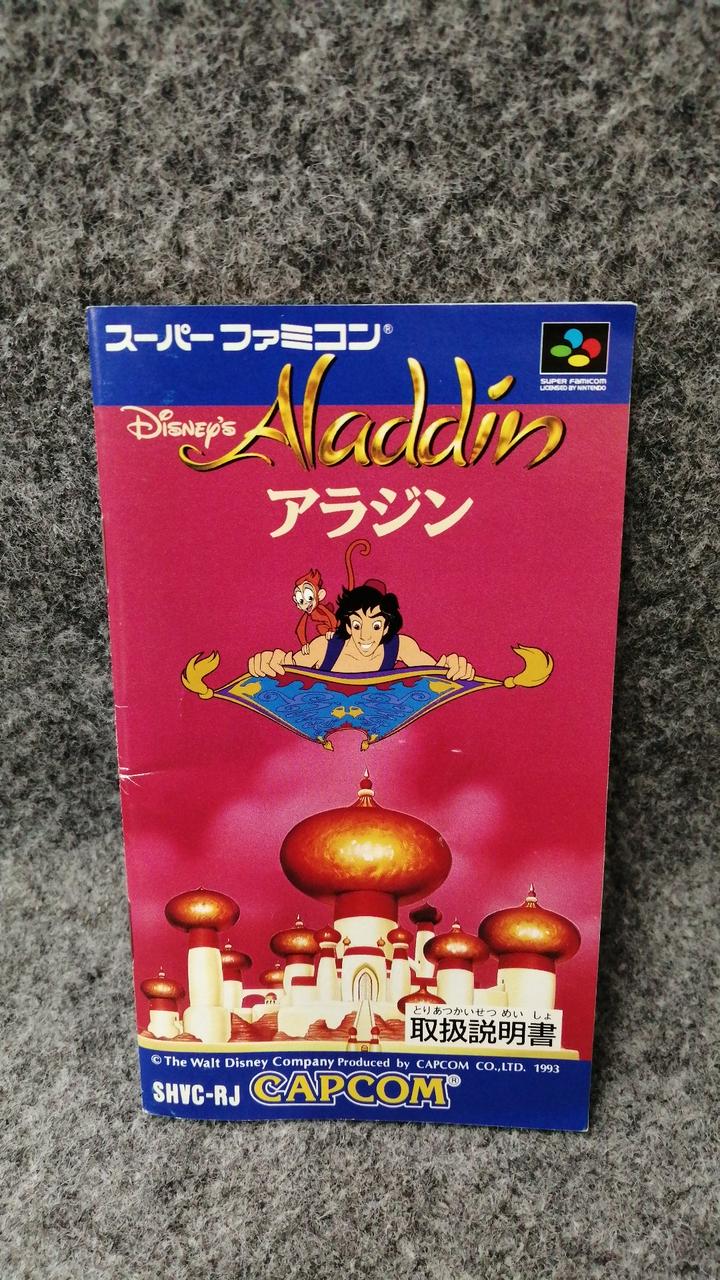 スーパーファミコン®
SUPER FAMICOM
LICENSED BY NINTENDO
Disney's Aladdin
アラジン
とりあつかいせつめいしょ
取扱説明書
© The Walt Disney Company Produced by CAPCOM CO.,LTD. 1993
SHVC-RJ CAPCOM®